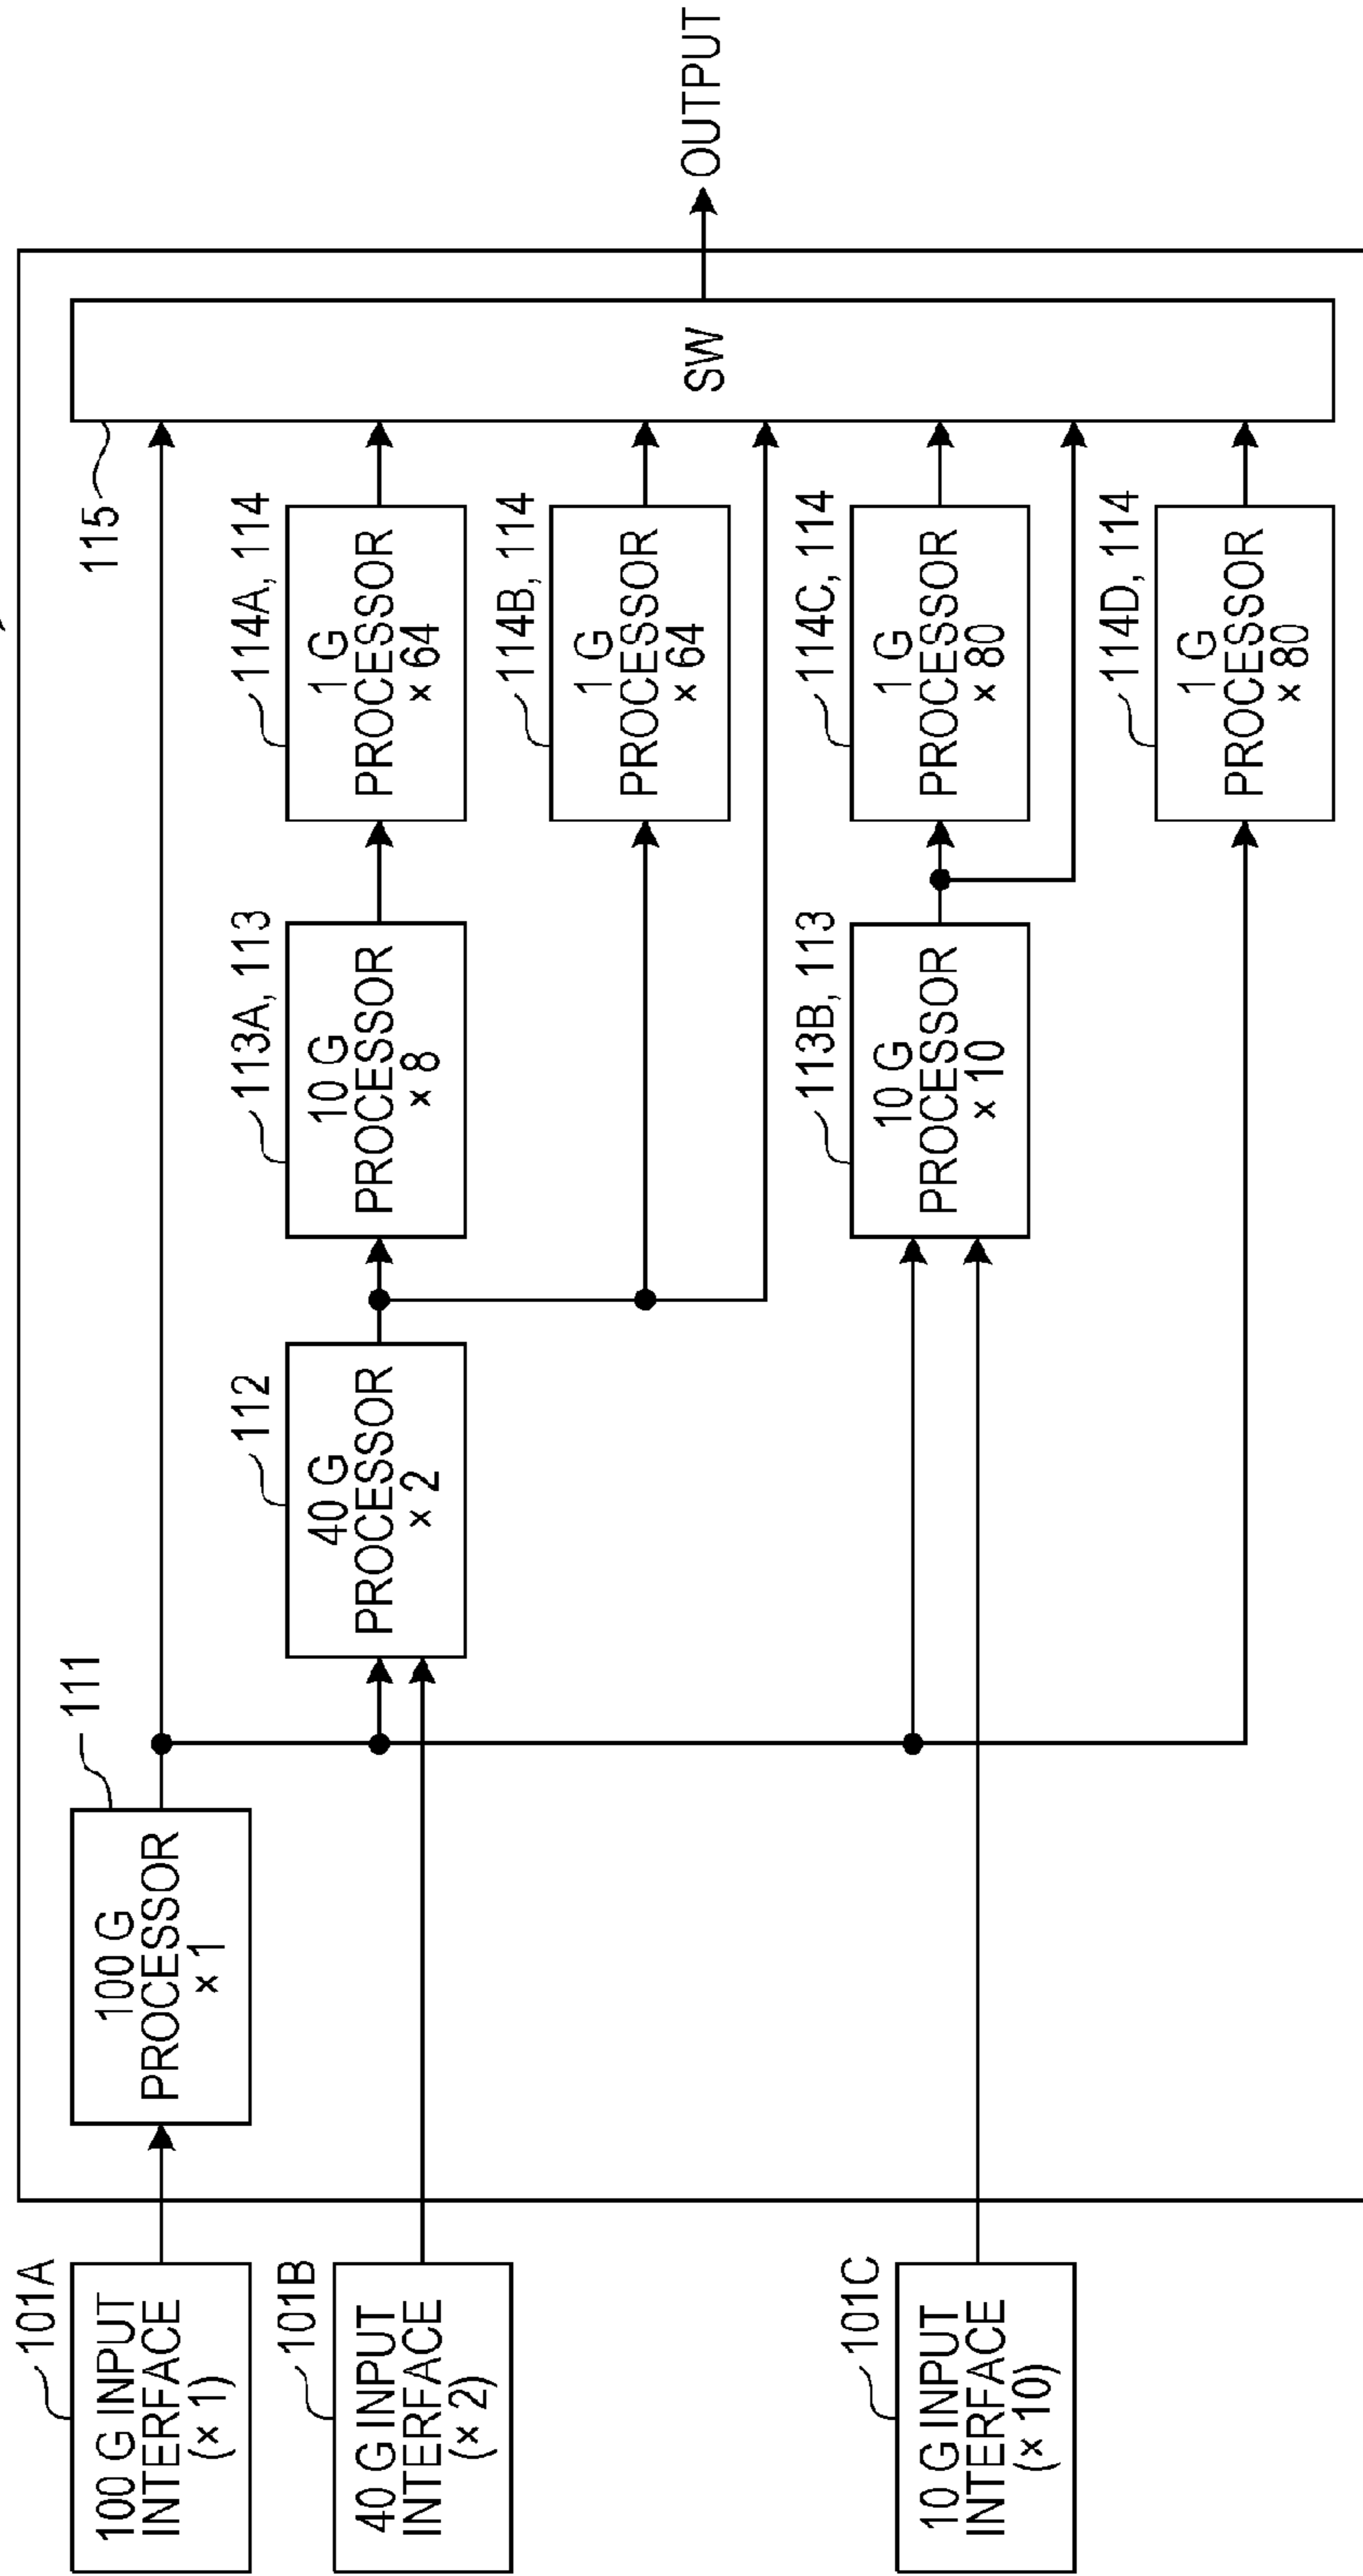 101A
100 G INPUT
INTERFACE
(× 1)
101B
40 G INPUT
INTERFACE
(× 2)
101C
10 G INPUT
INTERFACE
(× 10)
111
100 G
PROCESSOR
× 1
112
40 G
PROCESSOR
× 2
113A, 113
10 G
PROCESSOR
× 8
113B, 113
10 G
PROCESSOR
× 10
114A, 114
1 G
PROCESSOR
× 64
114B, 114
1 G
PROCESSOR
× 64
114C, 114
1 G
PROCESSOR
× 80
114D, 114
1 G
PROCESSOR
× 80
115
SW
OUTPUT